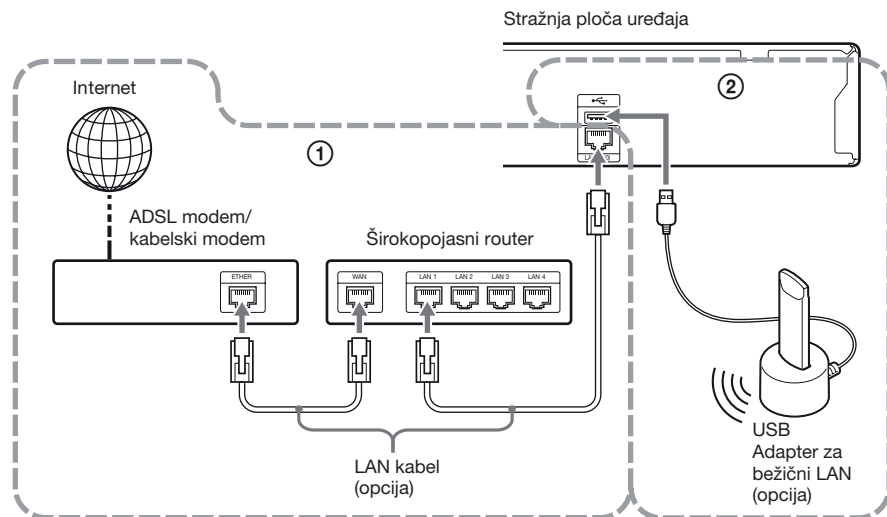 Stražnja ploča uređaja
Internet
②
①
ADSL modem/
kabelski modem
Širokopojasni router
ETHER
WAN
LAN 1
LAN 2
LAN 3
LAN 4
LAN kabel
(opcija)
USB
Adapter za
bežični LAN
(opcija)